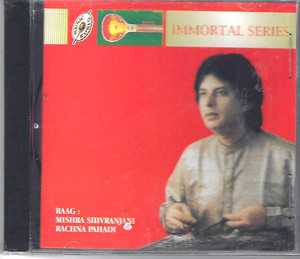 IMMORTAL SERIES
RAAG :
MISHRA SHIVRANJANI
&
RACHNA PAHADI